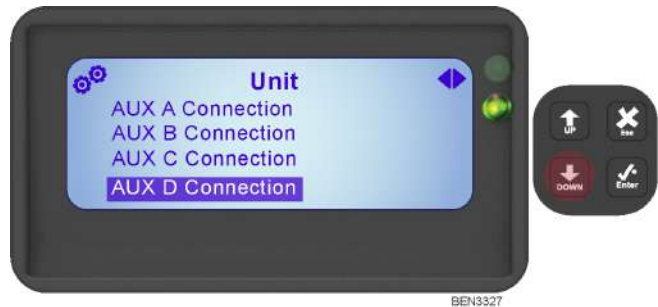 Unit
AUX A Connection
AUX B Connection
AUX C Connection
AUX D Connection
UP
Esc
DOWN
Enter
BEN3327